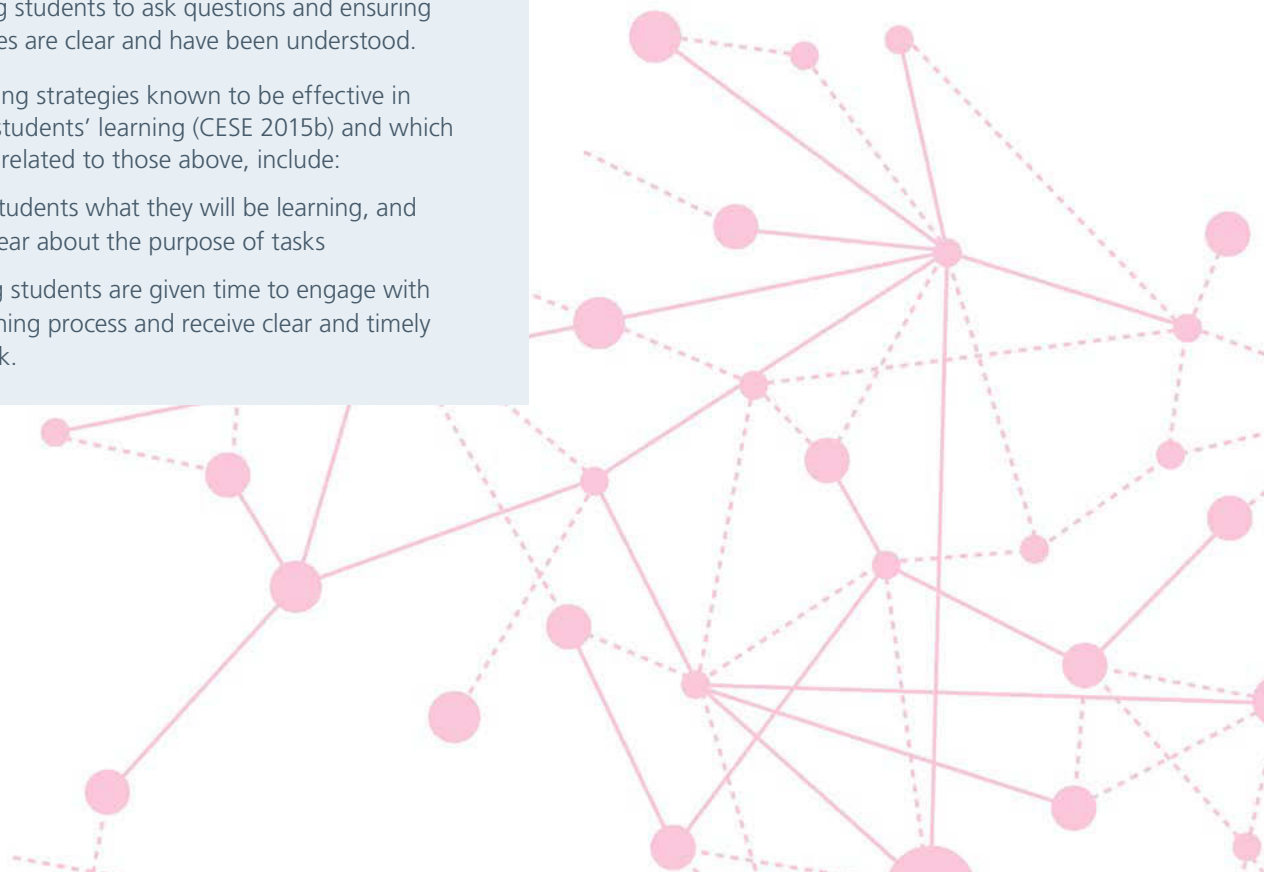 g students to ask questions and ensuring
es are clear and have been understood.
ing strategies known to be effective in
students’ learning (CESE 2015b) and which
related to those above, include:
tudents what they will be learning, and
ear about the purpose of tasks
g students are given time to engage with
ning process and receive clear and timely
k.